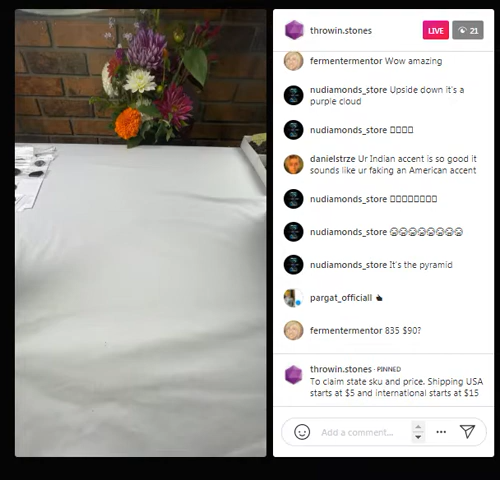 throwin.stones
LIVE
21
fermentermentor Wow amazing
nudiamonds_store Upside down it's a
purple cloud
nudiamonds_store
danielstrze Ur Indian accent is so good it
sounds like ur faking an American accent
nudiamonds_store
nudiamonds_store 😭😭😭😭😭😭😭😭
nudiamonds_store It's the pyramid
pargat_officiall
fermentermentor 835 $90?
throwin.stones · PINNED
To claim state sku and price. Shipping USA
starts at $5 and international starts at $15
Add a comment...